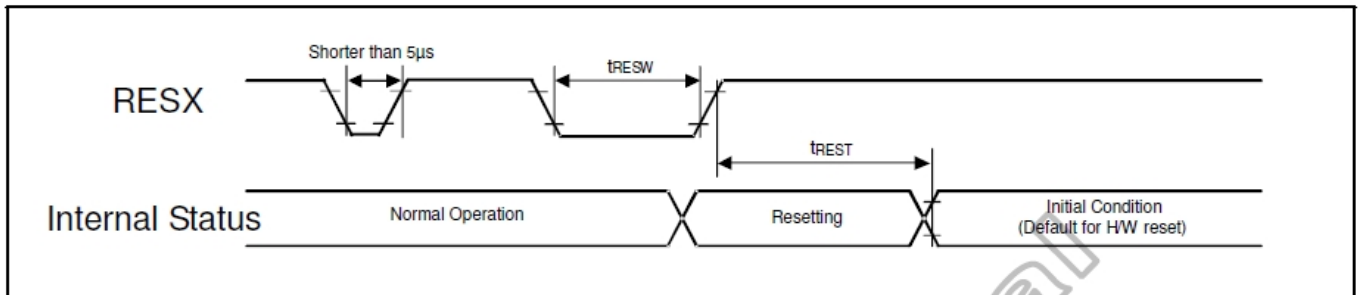 Shorter than 5µs
tRESW
RESX
tREST
Internal Status
Normal Operation
Resetting
Initial Condition
(Default for H/W reset)